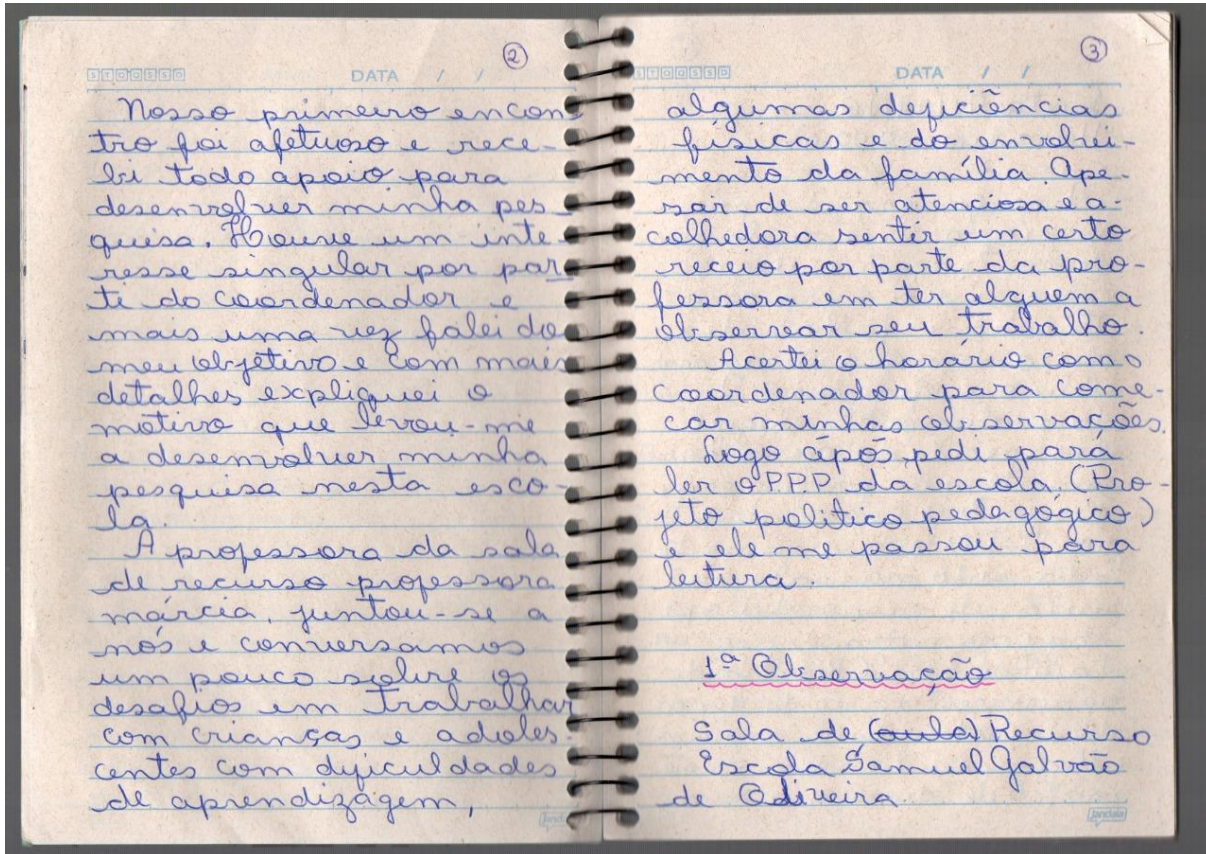 2
STQQSSD DATA / /
Nosso primeiro encon
tro foi afetuoso e rece-
bi todo apoio para
desenvolver minha pes
quisa. Houve um inte
resse singular por par
te do coordenador e
mais uma vez falei do
meu objetivo e com mais
detalhes expliquei o
motivo que levou-me
a desenvolver minha
pesquisa nesta esco-
la.
A professora da sala
de recurso professora
márcia, juntou-se a
nós e conversamos
um pouco sobre os
desafios em trabalhar
com crianças e adoles-
centes com dificuldades
de aprendizagem,
3
STQQSSD DATA / /
algumas deficiências
físicas e do envolvi-
mento da família. Ape-
sar de ser atenciosa e a-
colhedora sentir um certo
receio por parte da pro-
fessora em ter alguem a
observar seu trabalho.
Acertei o horário com o
coordenador para come-
car minhas observações.
Logo após, pedi para
ler o P.P.P. da escola. (Pro-
jeto politico pedagógico)
e ele me passou para
leitura.
1ª Observação
Sala de (aula) Recurso
Escola Samuel Galvão
de Oliveira
jandaia